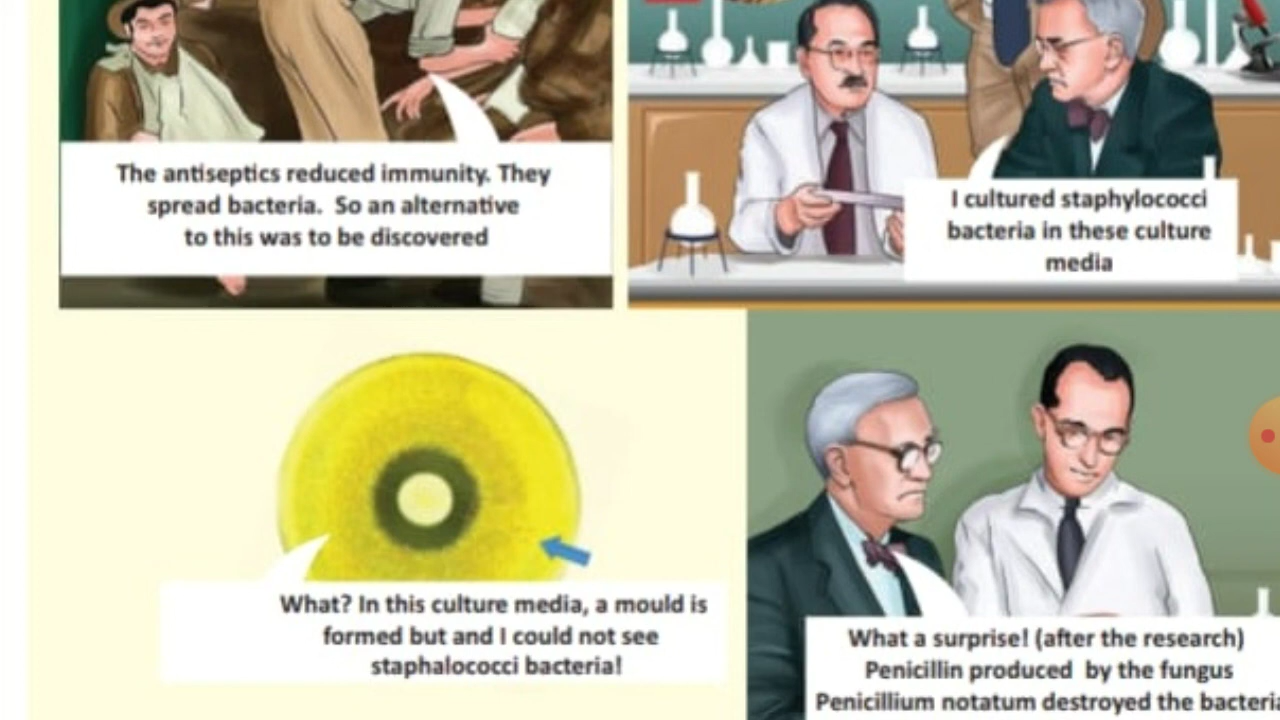 The antiseptics reduced immunity. They
spread bacteria. So an alternative
to this was to be discovered
I cultured staphylococci
bacteria in these culture
media
What? In this culture media, a mould is
formed but and I could not see
staphalococci bacteria!
What a surprise! (after the research)
Penicillin produced by the fungus
Penicillium notatum destroyed the bacteria